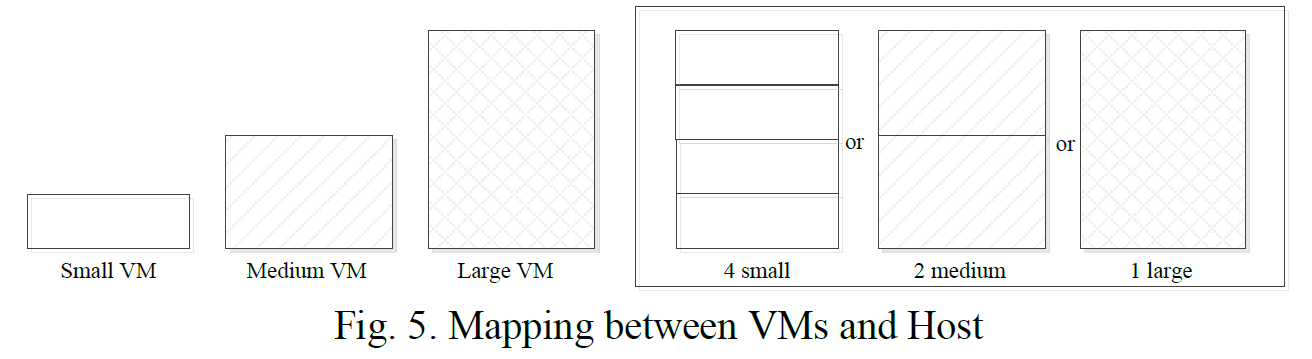 or
or
Small VM
Medium VM
Large VM
4 small
2 medium
1 large
Fig. 5. Mapping between VMs and Host